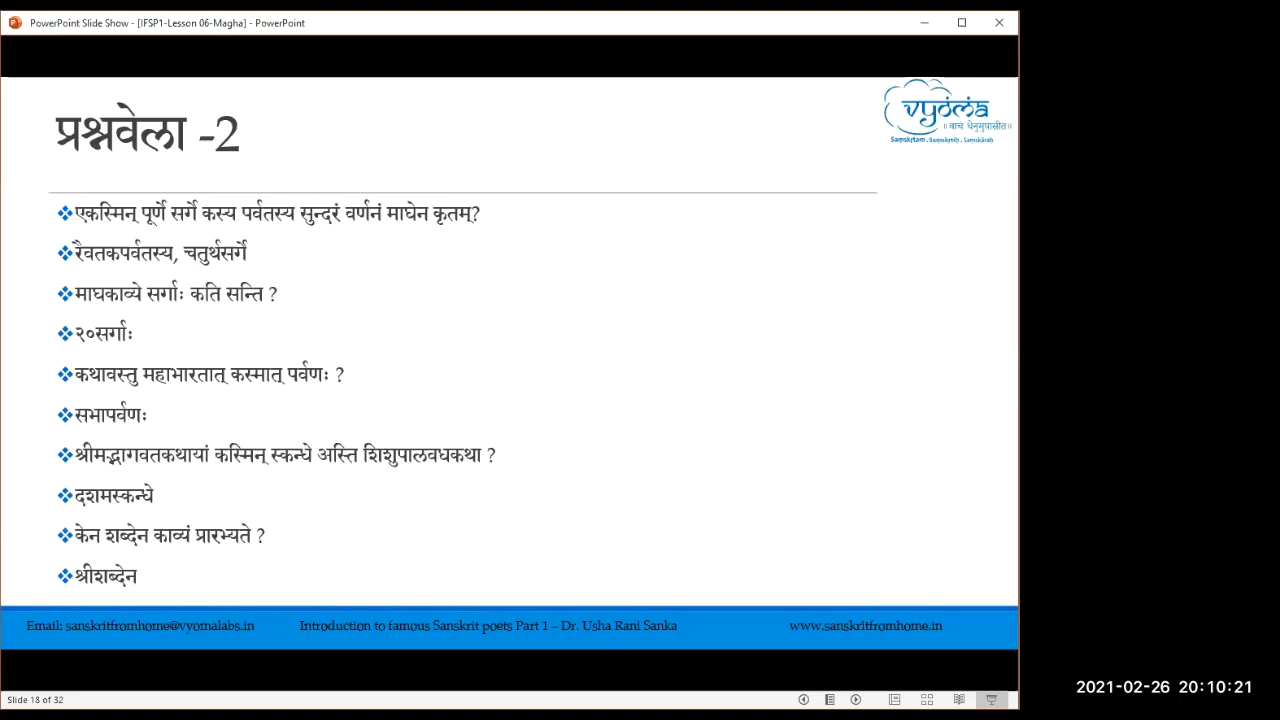 PowerPoint Slide Show - [IFSP1-Lesson 06-Magha] - PowerPoint
vyoma
॥ वाच धेनुमुपासीत॥
Samskrtam . Samskrtih . Samskarah
प्रश्नवेला -2
❖एकस्मिन् पूर्णे सर्गे कस्य पर्वतस्य सुन्दरं वर्णनं माघेन कृतम्?
❖रैवतकपर्वतस्य, चतुर्थसर्गे
❖माघकाव्ये सर्गाः कति सन्ति ?
❖२०सर्गाः
❖कथावस्तु महाभारतात् कस्मात् पर्वणः ?
❖सभापर्वणः
❖श्रीमद्भागवतकथायां कस्मिन् स्कन्धे अस्ति शिशुपालवधकथा ?
❖दशमस्कन्धे
❖केन शब्देन काव्यं प्रारभ्यते ?
❖श्रीशब्देन
Email: sanskritfromhome@vyomalabs.in Introduction to famous Sanskrit poets Part 1 – Dr. Usha Rani Sanka www.sanskritfromhome.in
Slide 18 of 32
2021-02-26 20:10:21